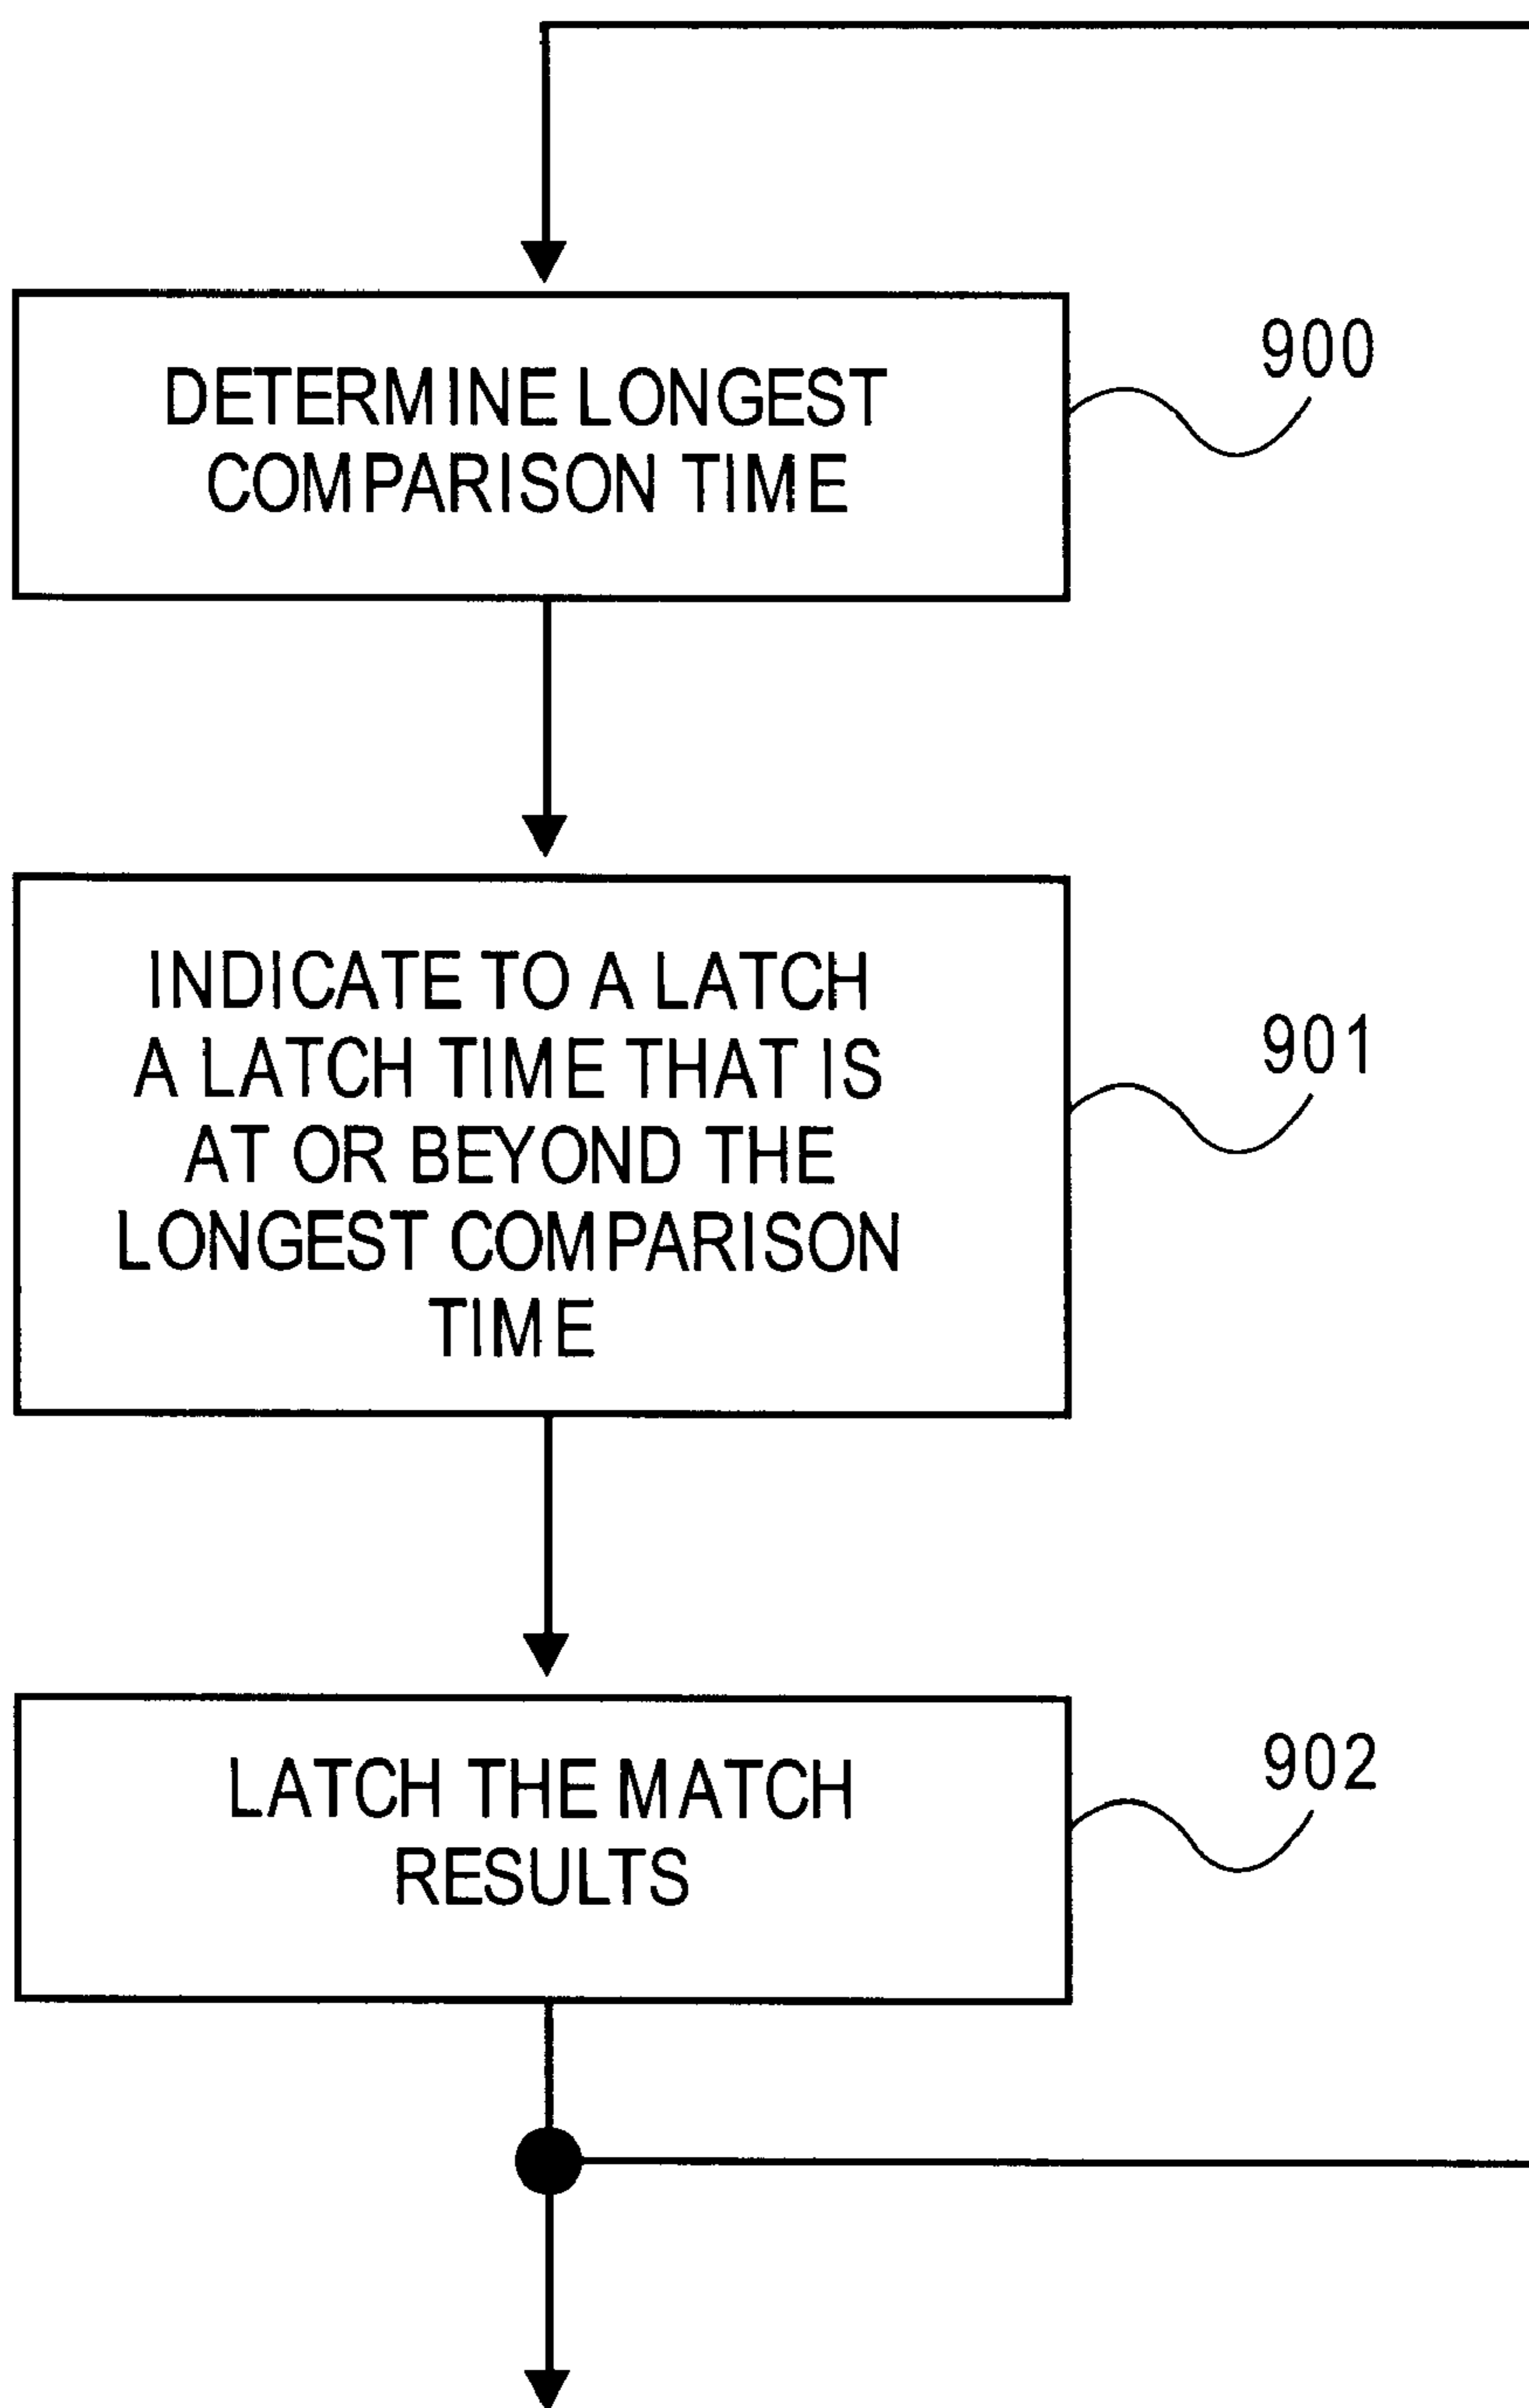 900
DETERMINE LONGEST
COMPARISON TIME
INDICATE TO A LATCH
A LATCH TIME THAT IS
AT OR BEYOND THE
LONGEST COMPARISON
TIME
901
LATCH THE MATCH
RESULTS
902